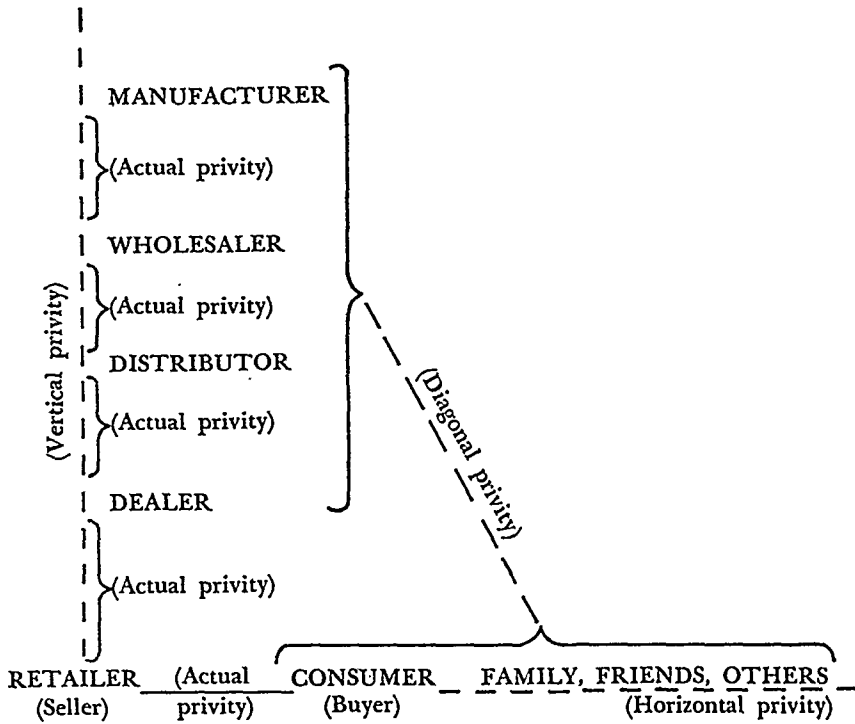 MANUFACTURER
(Actual privity)
WHOLESALER
(Vertical privity)
(Actual privity)
DISTRIBUTOR
(Diagonal privity)
(Actual privity)
DEALER
(Actual privity)
RETAILER (Actual CONSUMER FAMILY, FRIENDS, OTHERS
(Seller) privity) (Buyer) (Horizontal privity)